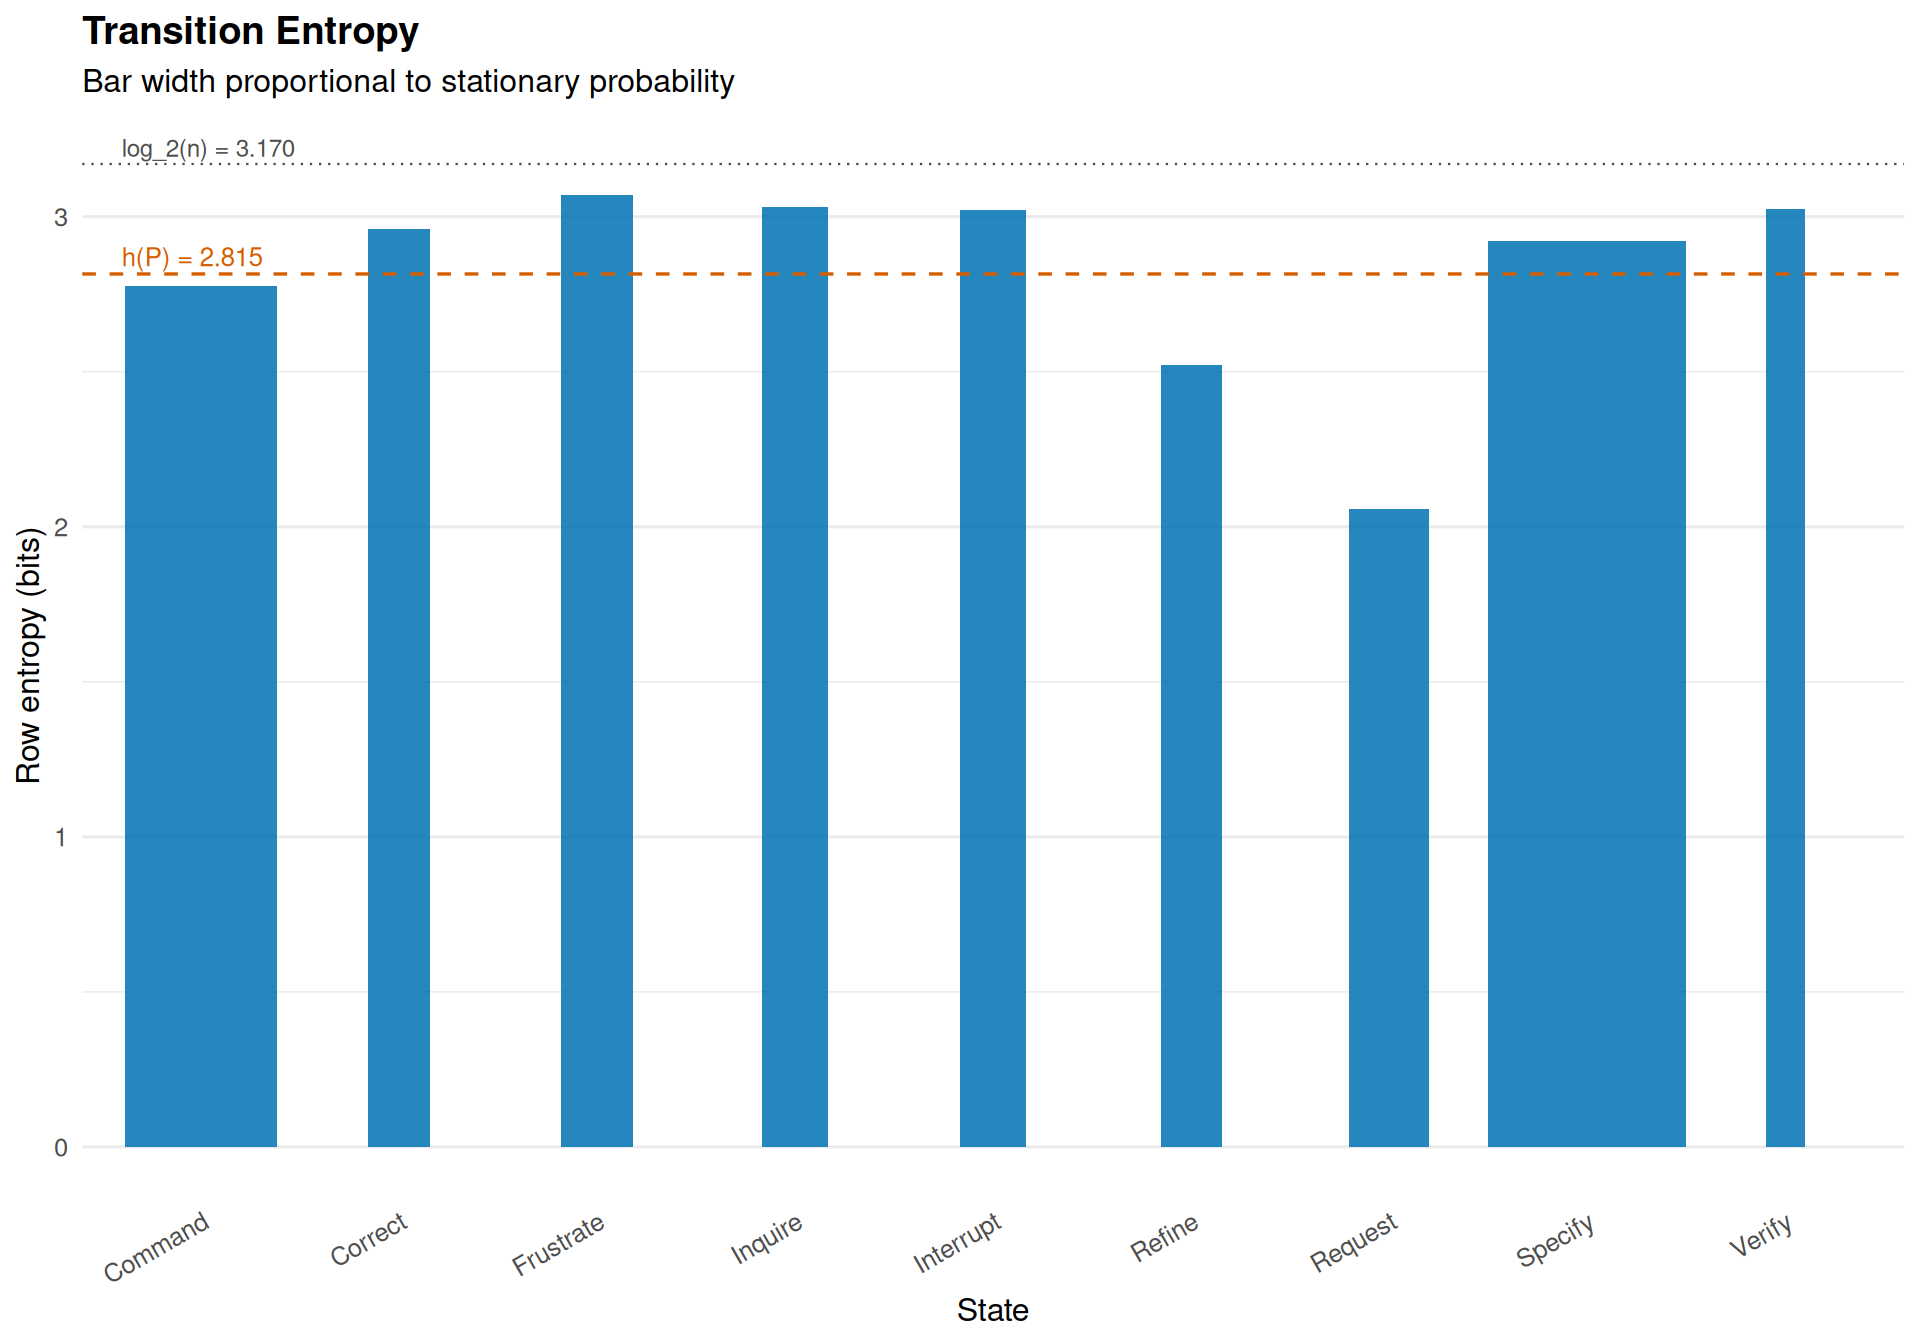 Transition Entropy
Bar width proportional to stationary probability
log_2(n) = 3.170
h(P) = 2.815
3
2
1
0
Row entropy (bits)
Command
Correct
Frustrate
Inquire
Interrupt
Refine
Request
Specify
Verify
State